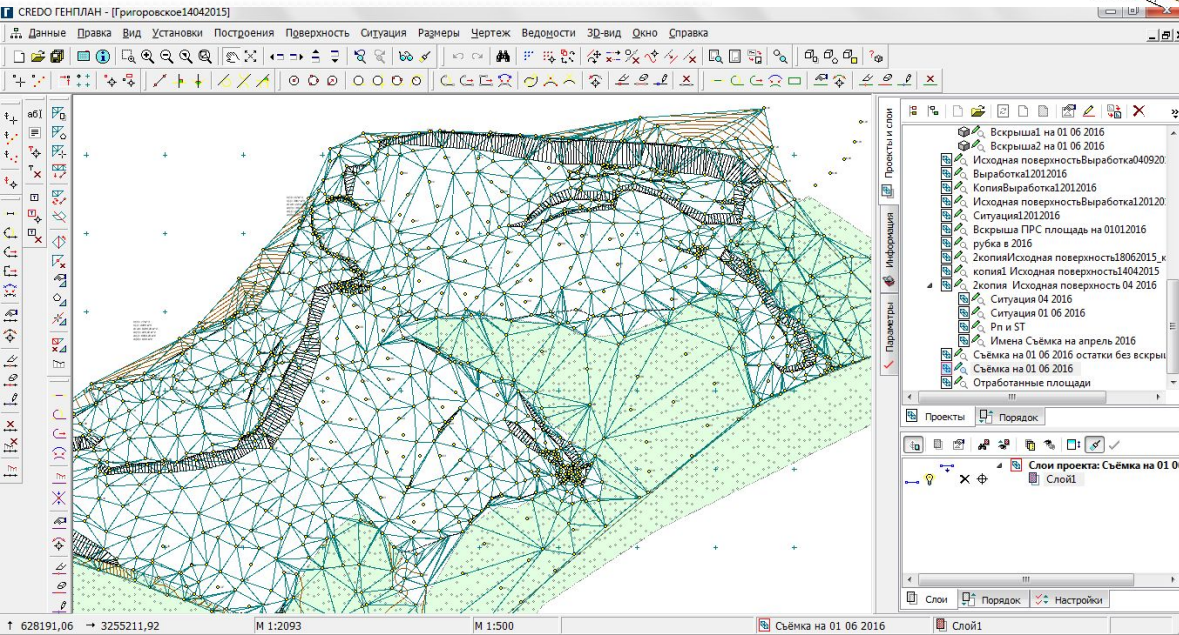 CREDO ГЕНПЛАН - [Григоровское14042015]
Данные Правка Вид Установки Построения Поверхность Ситуация Размеры Чертеж Ведомости 3D-вид Окно Справка
Проекты и слои
Информация
Параметры
Вскрыша1 на 01 06 2016
Вскрыша2 на 01 06 2016
Исходная поверхностьВыработка040920
Выработка12012016
КопияВыработка12012016
Исходная поверхностьВыработка120120
Ситуация12012016
Вскрыша ПРС площадь на 01012016
рубка в 2016
2копияИсходная поверхность18062015_к
копия1 Исходная поверхность14042015
2копия Исходная поверхность 04 2016
Ситуация 04 2016
Ситуация 01 06 2016
Рп и ST
Имена Съёмка на апрель 2016
Съёмка на 01 06 2016 остатки без вскрыш
Съёмка на 01 06 2016
Отработанные площади
Проекты Порядок
Слои проекта: Съёмка на 01 0
Слой1
Слои Порядок Настройки
628191,06 3255211,92 М 1:2093 М 1:500 Съёмка на 01 06 2016 Слой1